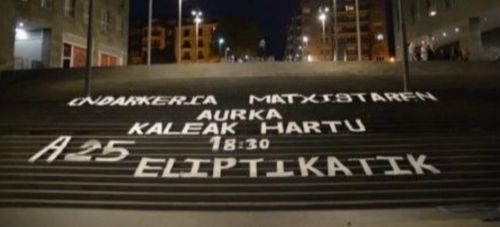 INDARKERIA MATXISTAREN
AURKA
KALEAK HARTU
A25 18:30
ELIPTIKATIK